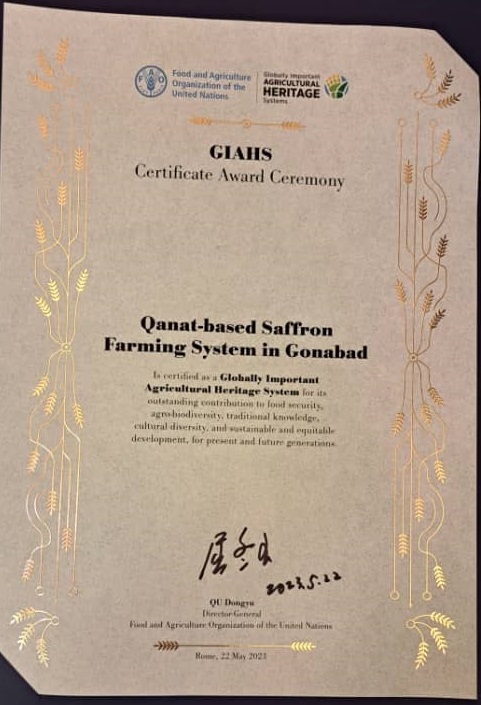 FAO
Food and Agriculture
Organization of the
United Nations
Globally Important
AGRICULTURAL
HERITAGE
Systems
GIAHS
Certificate Award Ceremony
Qanat-based Saffron
Farming System in Gonabad
Is certified as a Globally Important
Agricultural Heritage System for its
outstanding contribution to food security,
agro-biodiversity, traditional knowledge,
cultural diversity, and sustainable and equitable
development, for present and future generations.
2023.5.22
QU Dongyu
Director-General
Food and Agriculture Organization of the United Nations
Rome, 22 May 2023